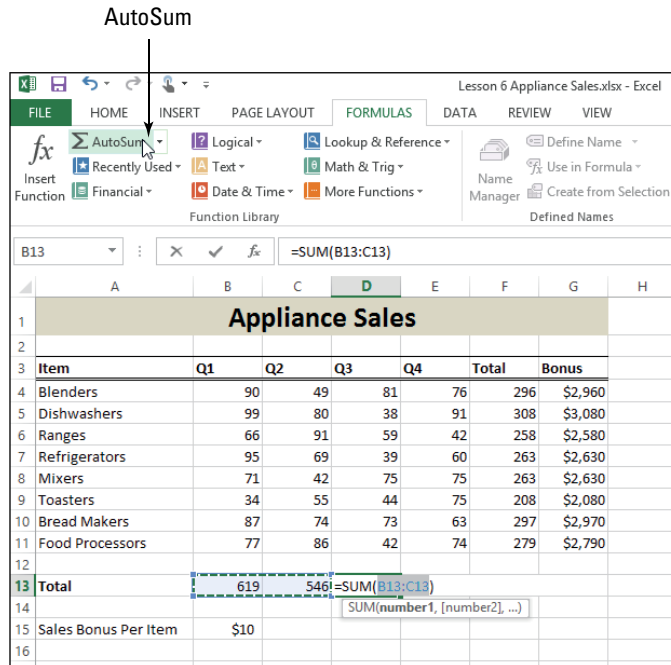 AutoSum
Lesson 6 Appliance Sales.xlsx - Excel
FILE HOME INSERT PAGE LAYOUT FORMULAS DATA REVIEW VIEW
fx Insert Function
Σ AutoSum
Recently Used
Financial
? Logical
A Text
Date & Time
Lookup & Reference
θ Math & Trig
More Functions
Function Library
Name Manager
Define Name
Use in Formula
Create from Selection
Defined Names
B13 fx =SUM(B13:C13)
A B C D E F G H
1 Appliance Sales
2
3 Item Q1 Q2 Q3 Q4 Total Bonus
4 Blenders 90 49 81 76 296 $2,960
5 Dishwashers 99 80 38 91 308 $3,080
6 Ranges 66 91 59 42 258 $2,580
7 Refrigerators 95 69 39 60 263 $2,630
8 Mixers 71 42 75 75 263 $2,630
9 Toasters 34 55 44 75 208 $2,080
10 Bread Makers 87 74 73 63 297 $2,970
11 Food Processors 77 86 42 74 279 $2,790
12
13 Total 619 546 =SUM(B13:C13)
14 SUM(number1, [number2], ...)
15 Sales Bonus Per Item $10
16